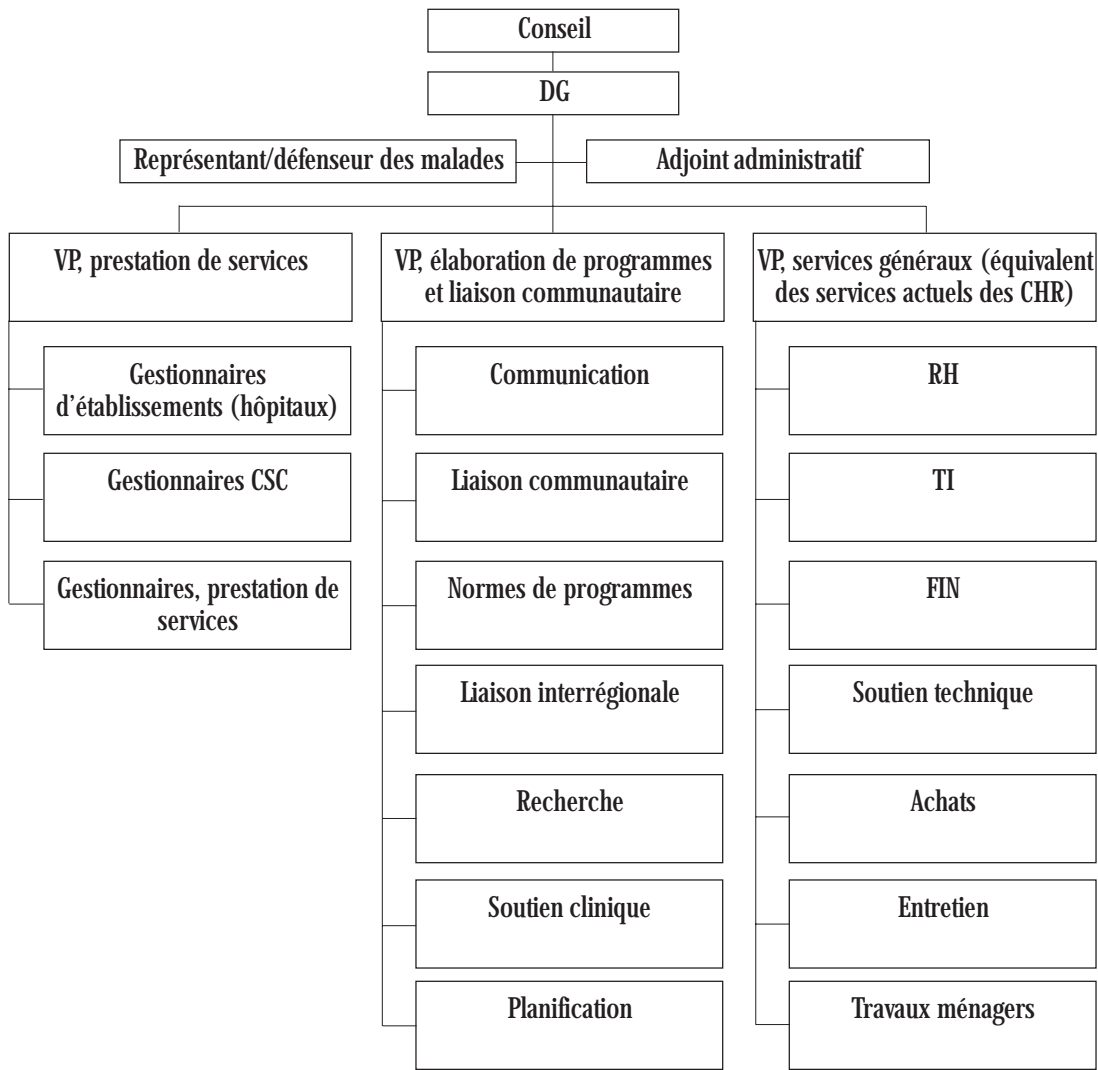 Conseil
DG
Représentant/défenseur des malades
Adjoint administratif
VP, prestation de services
Gestionnaires
d'établissements (hôpitaux)
Gestionnaires CSC
Gestionnaires, prestation de
services
VP, élaboration de programmes
et liaison communautaire
Communication
Liaison communautaire
Normes de programmes
Liaison interrégionale
Recherche
Soutien clinique
Planification
VP, services généraux (équivalent
des services actuels des CHR)
RH
TI
FIN
Soutien technique
Achats
Entretien
Travaux ménagers